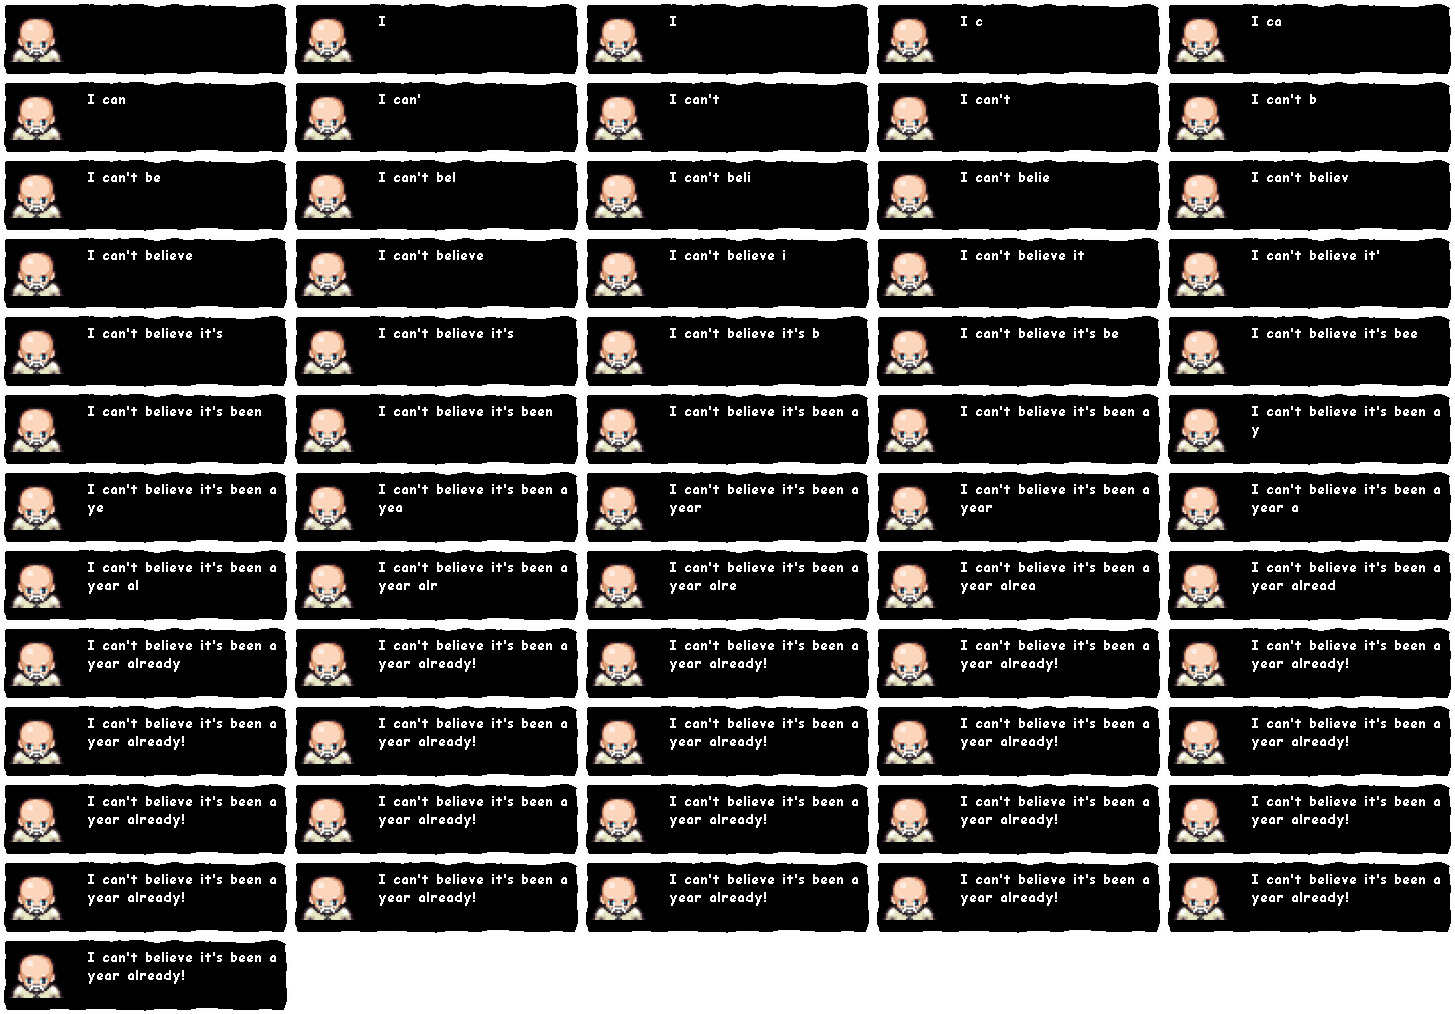 I
I
I c
I ca
I can
I can'
I can't
I can't
I can't b
I can't be
I can't bel
I can't beli
I can't belie
I can't believ
I can't believe
I can't believe
I can't believe i
I can't believe it
I can't believe it'
I can't believe it's
I can't believe it's
I can't believe it's b
I can't believe it's be
I can't believe it's bee
I can't believe it's been
I can't believe it's been
I can't believe it's been a
I can't believe it's been a
I can't believe it's been a
y
I can't believe it's been a
ye
I can't believe it's been a
yea
I can't believe it's been a
year
I can't believe it's been a
year
I can't believe it's been a
year a
I can't believe it's been a
year al
I can't believe it's been a
year alr
I can't believe it's been a
year alre
I can't believe it's been a
year alrea
I can't believe it's been a
year alread
I can't believe it's been a
year already
I can't believe it's been a
year already!
I can't believe it's been a
year already!
I can't believe it's been a
year already!
I can't believe it's been a
year already!
I can't believe it's been a
year already!
I can't believe it's been a
year already!
I can't believe it's been a
year already!
I can't believe it's been a
year already!
I can't believe it's been a
year already!
I can't believe it's been a
year already!
I can't believe it's been a
year already!
I can't believe it's been a
year already!
I can't believe it's been a
year already!
I can't believe it's been a
year already!
I can't believe it's been a
year already!
I can't believe it's been a
year already!
I can't believe it's been a
year already!
I can't believe it's been a
year already!
I can't believe it's been a
year already!
I can't believe it's been a
year already!